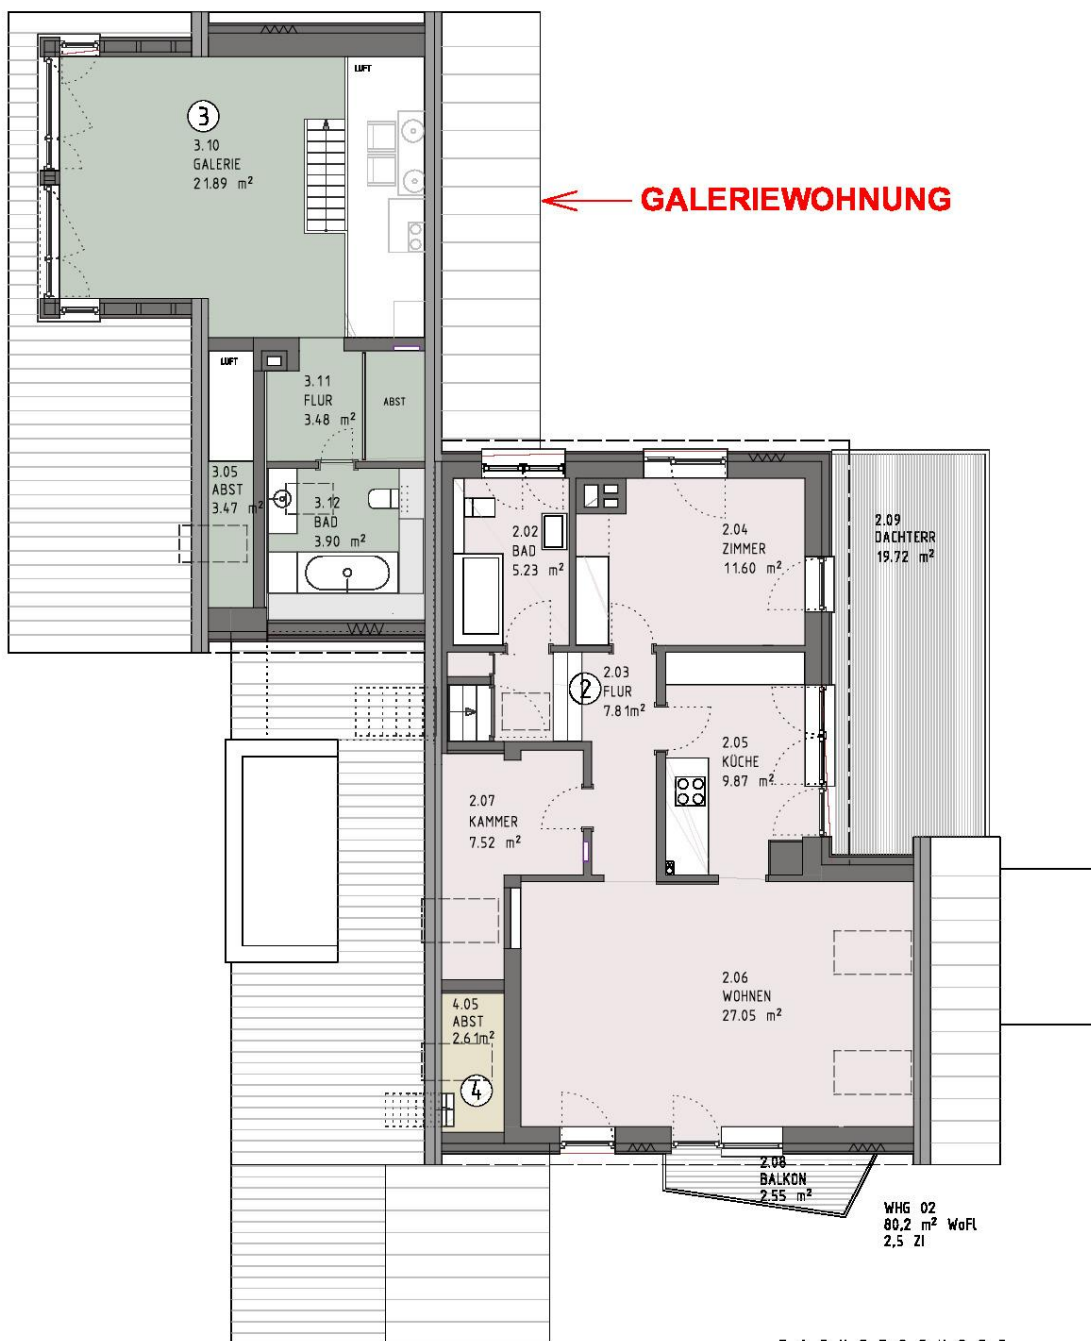 LUFT
3
3.10
GALERIE
21.89 m²
GALERIEWOHNUNG
LUFT
3.11
FLUR
3.48 m²
ABST
3.05
ABST
3.47 m²
3.12
BAD
3.90 m²
2.02
BAD
5.23 m²
2.04
ZIMMER
11.60 m²
2.09
DACHTERR
19.72 m²
2
2.03
FLUR
7.81m²
2.05
KÜCHE
9.87 m²
2.07
KAMMER
7.52 m²
2.06
WOHNEN
27.05 m²
4.05
ABST
2.61m²
4
2.08
BALKON
2.55 m²
WHG 02
80,2 m² WoFl
2,5 ZI